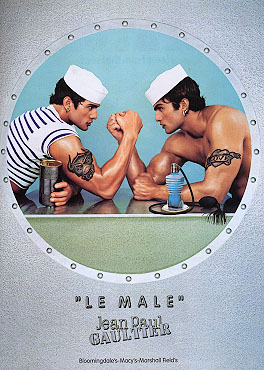 "LE MALE"
Jean Paul
GAULTIER
Bloomingdale's-Macy's-Marshall Field's